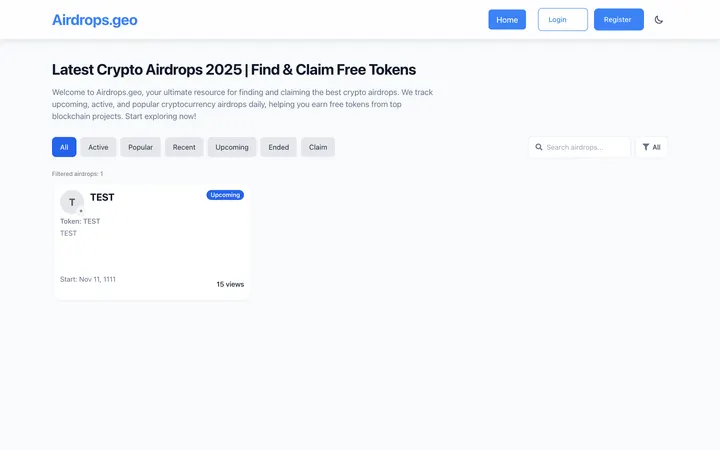 Airdrops.geo
Home
Login
Register
Latest Crypto Airdrops 2025 | Find & Claim Free Tokens
Welcome to Airdrops.geo, your ultimate resource for finding and claiming the best crypto airdrops. We track
upcoming, active, and popular cryptocurrency airdrops daily, helping you earn free tokens from top
blockchain projects. Start exploring now!
All
Active
Popular
Recent
Upcoming
Ended
Claim
Search airdrops...
All
Filtered airdrops: 1
T
TEST
Upcoming
Token: TEST
TEST
Start: Nov 11, 1111
15 views